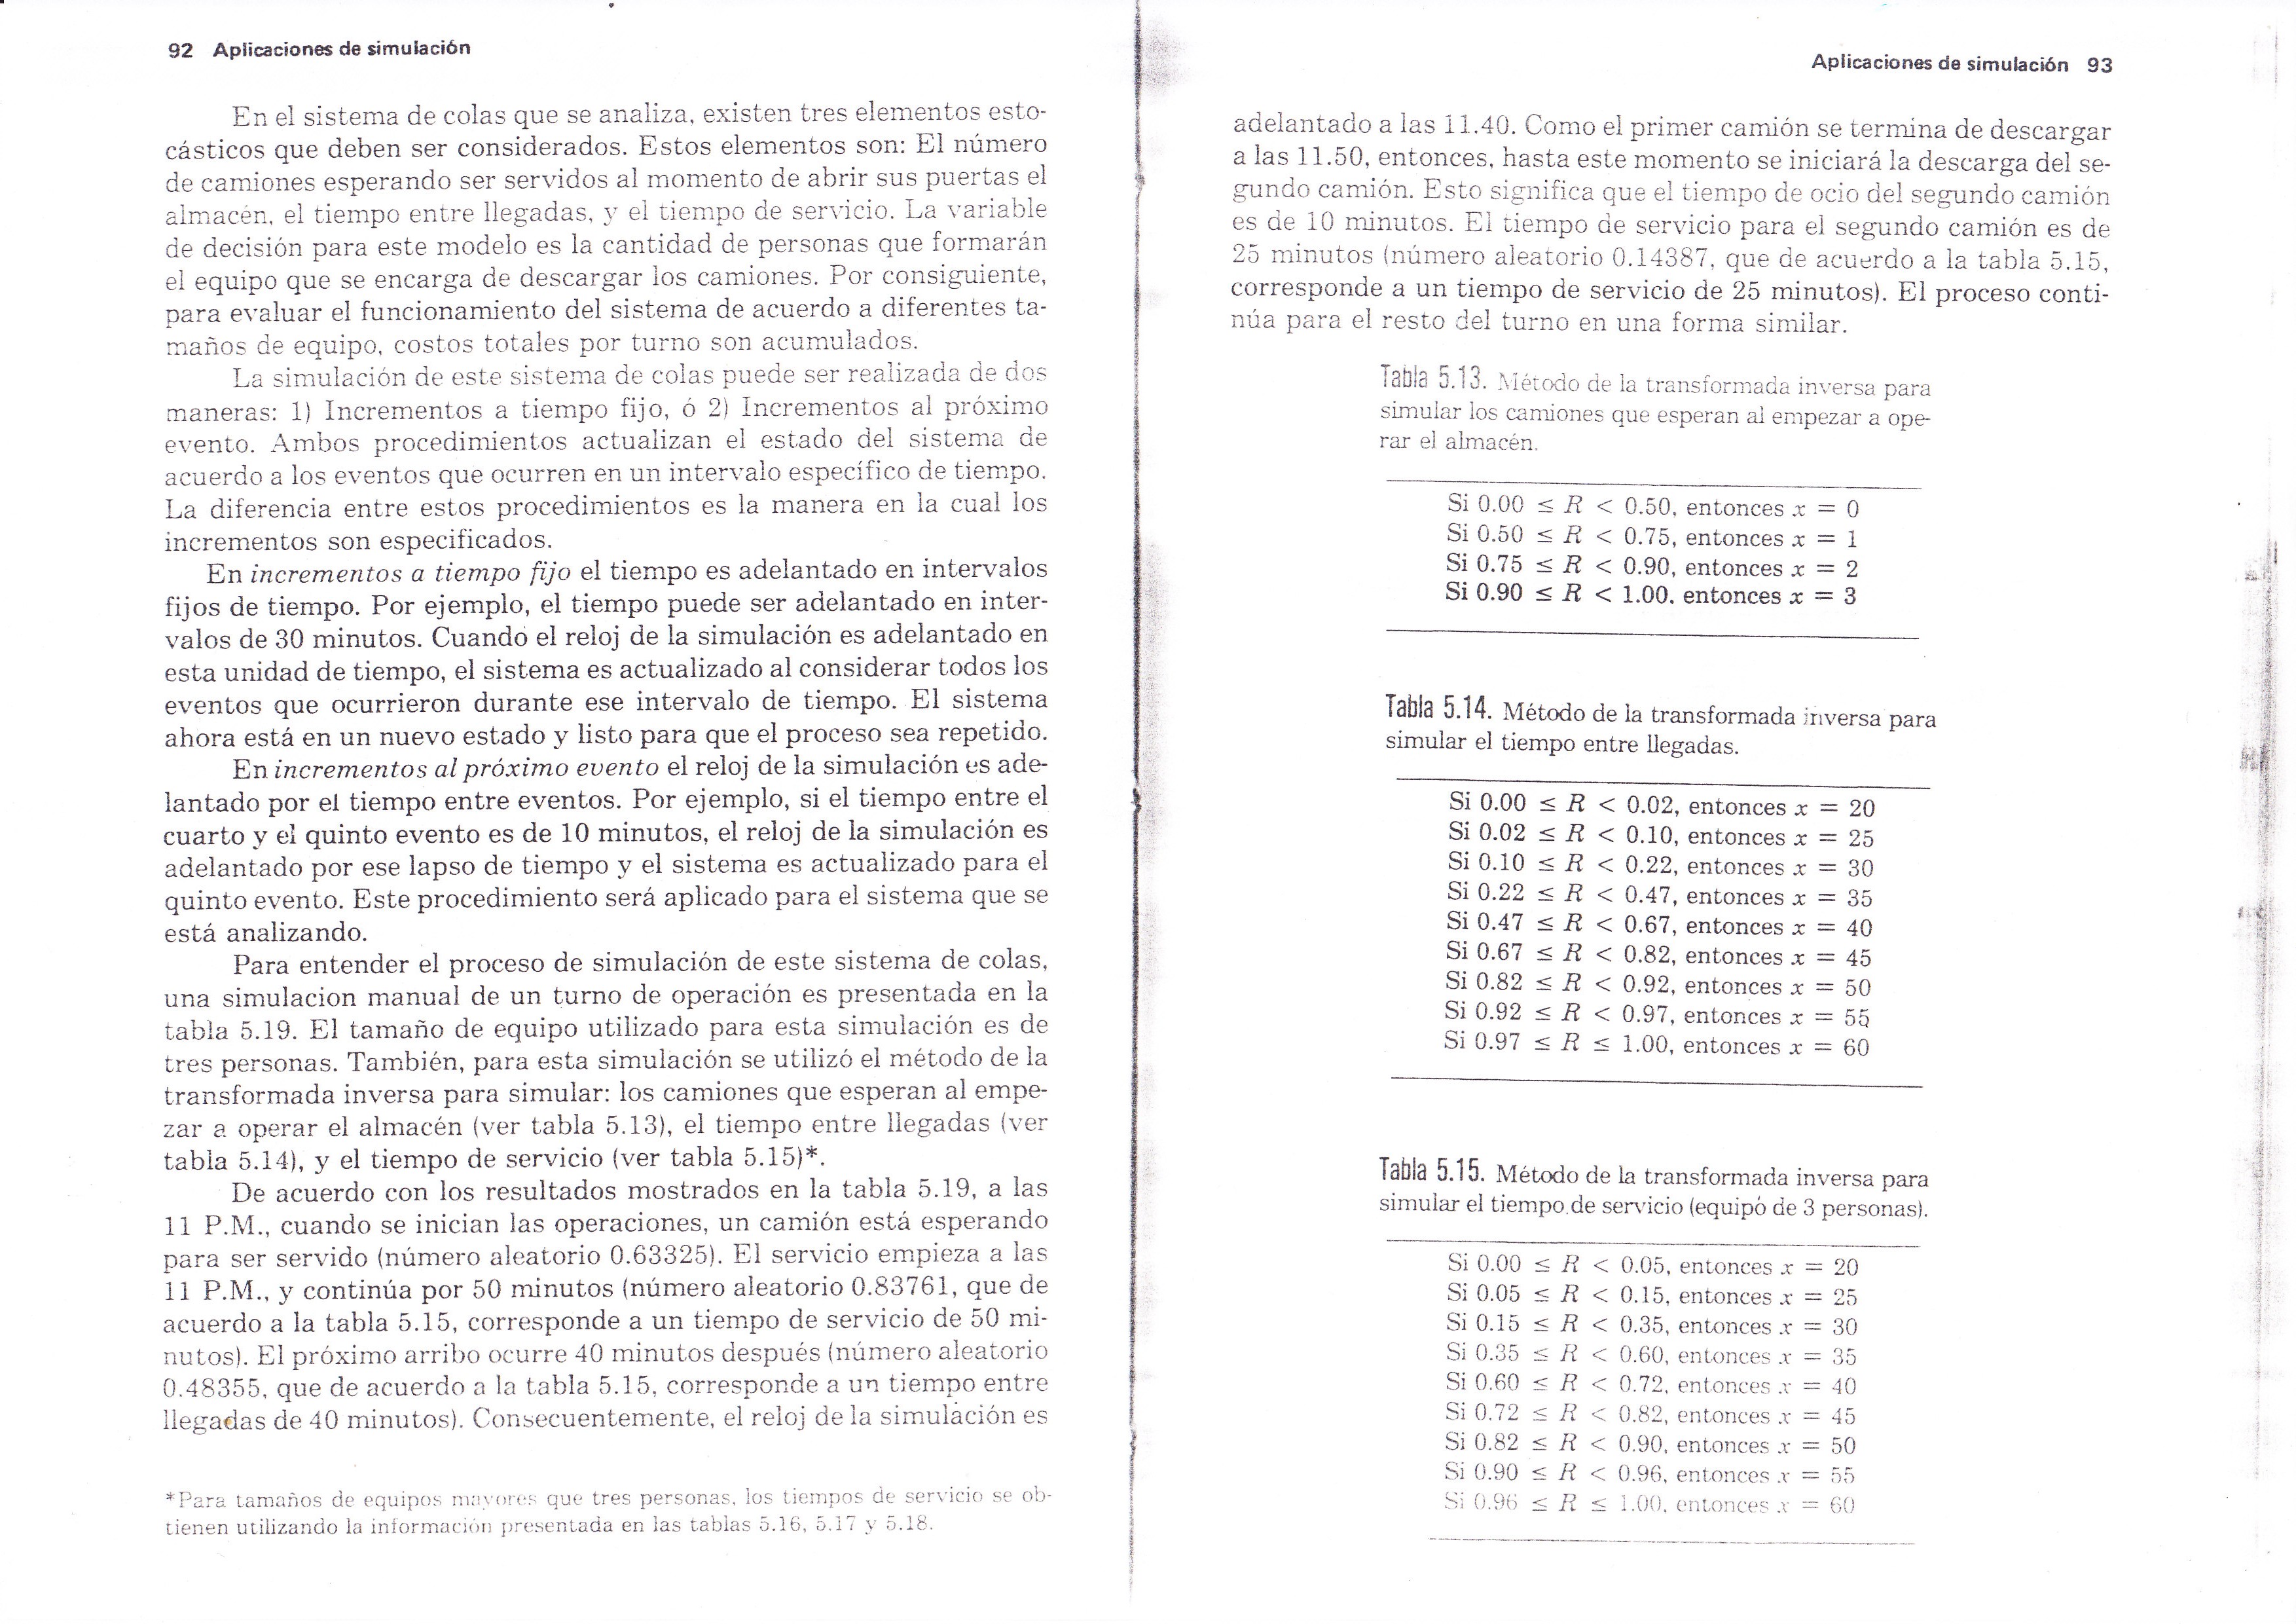 92 Aplicaciones de simulación
En el sistema de colas que se analiza, existen tres elementos esto-
cásticos que deben ser considerados. Estos elementos son: El número
de camiones esperando ser servidos al momento de abrir sus puertas el
almacén, el tiempo entre llegadas, y el tiempo de servicio. La variable
de decisión para este modelo es la cantidad de personas que formarán
el equipo que se encarga de descargar los camiones. Por consiguiente,
para evaluar el funcionamiento del sistema de acuerdo a diferentes ta-
maños de equipo, costos totales por turno son acumulados.
La simulación de este sistema de colas puede ser realizada de dos
maneras: 1) Incrementos a tiempo fijo, ó 2) Incrementos al próximo
evento. Ambos procedimientos actualizan el estado del sistema de
acuerdo a los eventos que ocurren en un intervalo específico de tiempo.
La diferencia entre estos procedimientos es la manera en la cual los
incrementos son especificados.
En incrementos a tiempo fijo el tiempo es adelantado en intervalos
fijos de tiempo. Por ejemplo, el tiempo puede ser adelantado en inter-
valos de 30 minutos. Cuando el reloj de la simulación es adelantado en
esta unidad de tiempo, el sistema es actualizado al considerar todos los
eventos que ocurrieron durante ese intervalo de tiempo. El sistema
ahora está en un nuevo estado y listo para que el proceso sea repetido.
En incrementos al próximo evento el reloj de la simulación es ade-
lantado por el tiempo entre eventos. Por ejemplo, si el tiempo entre el
cuarto y el quinto evento es de 10 minutos, el reloj de la simulación es
adelantado por ese lapso de tiempo y el sistema es actualizado para el
quinto evento. Este procedimiento será aplicado para el sistema que se
está analizando.
Para entender el proceso de simulación de este sistema de colas,
una simulacion manual de un turno de operación es presentada en la
tabla 5.19. El tamaño de equipo utilizado para esta simulación es de
tres personas. También, para esta simulación se utilizó el método de la
transformada inversa para simular: los camiones que esperan al empe-
zar a operar el almacén (ver tabla 5.13), el tiempo entre llegadas (ver
tabla 5.14), y el tiempo de servicio (ver tabla 5.15)*.
De acuerdo con los resultados mostrados en la tabla 5.19, a las
11 P.M., cuando se inician las operaciones, un camión está esperando
para ser servido (número aleatorio 0.63325). El servicio empieza a las
11 P.M., y continúa por 50 minutos (número aleatorio 0.83761, que de
acuerdo a la tabla 5.15, corresponde a un tiempo de servicio de 50 mi-
nutos). El próximo arribo ocurre 40 minutos después (número aleatorio
0.48355, que de acuerdo a la tabla 5.15, corresponde a un tiempo entre
llegadas de 40 minutos). Consecuentemente, el reloj de la simulación es
*Para tamaños de equipos mayores que tres personas, los tiempos de servicio se ob-
tienen utilizando la información presentada en las tablas 5.16, 5.17 y 5.18.
Aplicaciones de simulación 93
adelantado a las 11.40. Como el primer camión se termina de descargar
a las 11.50, entonces, hasta este momento se iniciará la descarga del se-
gundo camión. Esto significa que el tiempo de ocio del segundo camión
es de 10 minutos. El tiempo de servicio para el segundo camión es de
25 minutos (número aleatorio 0.14387, que de acuerdo a la tabla 5.15,
corresponde a un tiempo de servicio de 25 minutos). El proceso conti-
núa para el resto del turno en una forma similar.
Tabla 5.13. Método de la transformada inversa para
simular los camiones que esperan al empezar a ope-
rar el almacén.
Si 0.00 ≤ R < 0.50, entonces x = 0
Si 0.50 ≤ R < 0.75, entonces x = 1
Si 0.75 ≤ R < 0.90, entonces x = 2
Si 0.90 ≤ R < 1.00. entonces x = 3
Tabla 5.14. Método de la transformada inversa para
simular el tiempo entre llegadas.
Si 0.00 ≤ R < 0.02, entonces x = 20
Si 0.02 ≤ R < 0.10, entonces x = 25
Si 0.10 ≤ R < 0.22, entonces x = 30
Si 0.22 ≤ R < 0.47, entonces x = 35
Si 0.47 ≤ R < 0.67, entonces x = 40
Si 0.67 ≤ R < 0.82, entonces x = 45
Si 0.82 ≤ R < 0.92, entonces x = 50
Si 0.92 ≤ R < 0.97, entonces x = 55
Si 0.97 ≤ R ≤ 1.00, entonces x = 60
Tabla 5.15. Método de la transformada inversa para
simular el tiempo de servicio (equipo de 3 personas).
Si 0.00 ≤ R < 0.05, entonces x = 20
Si 0.05 ≤ R < 0.15, entonces x = 25
Si 0.15 ≤ R < 0.35, entonces x = 30
Si 0.35 ≤ R < 0.60, entonces x = 35
Si 0.60 ≤ R < 0.72, entonces x = 40
Si 0.72 ≤ R < 0.82, entonces x = 45
Si 0.82 ≤ R < 0.90, entonces x = 50
Si 0.90 ≤ R < 0.96, entonces x = 55
Si 0.96 ≤ R ≤ 1.00, entonces x = 60